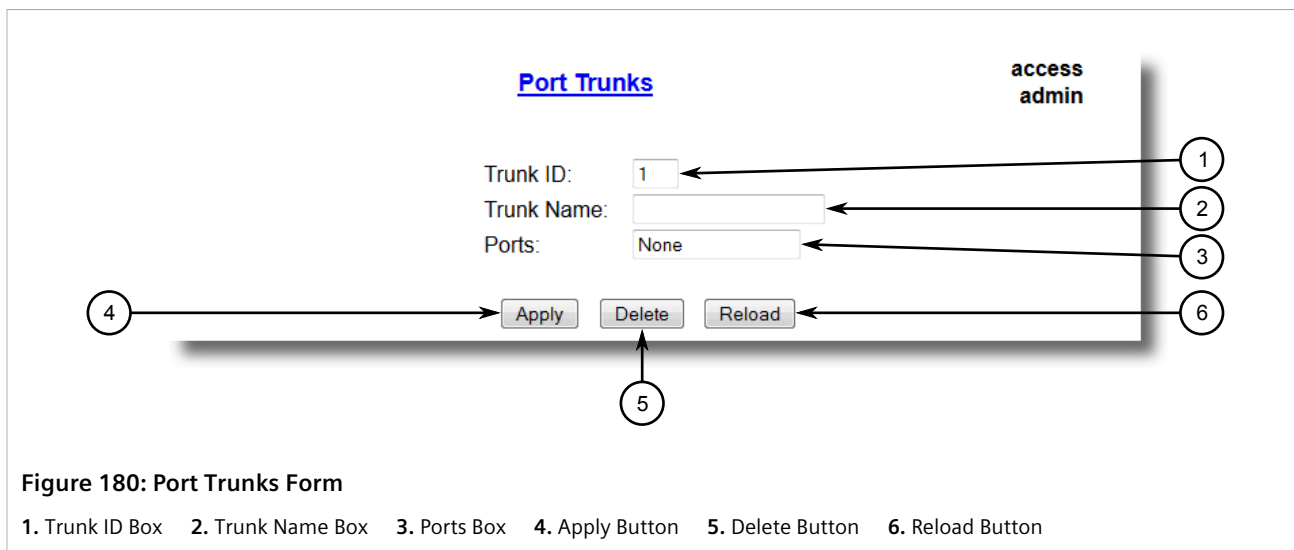 Port Trunks
access
admin
Trunk ID: 1
1
Trunk Name:
2
Ports: None
3
4
Apply Delete Reload
6
5
Figure 180: Port Trunks Form
1. Trunk ID Box 2. Trunk Name Box 3. Ports Box 4. Apply Button 5. Delete Button 6. Reload Button